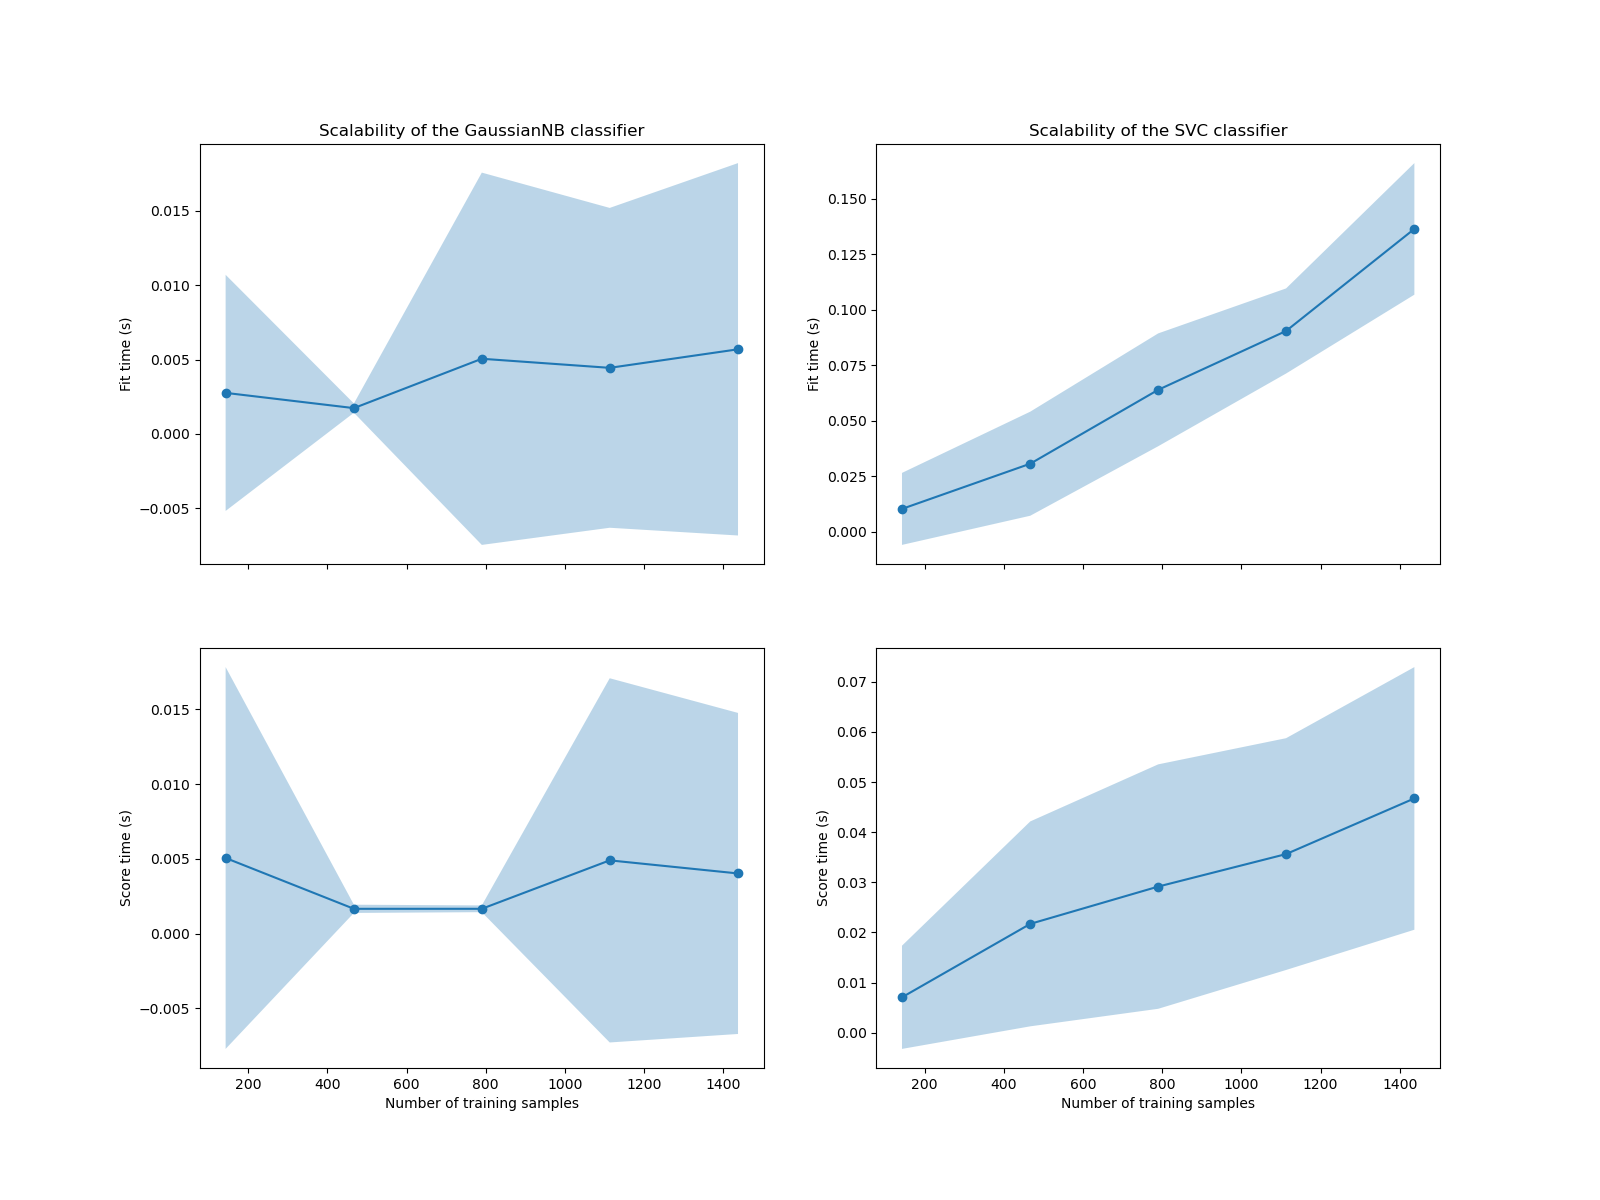 Scalability of the GaussianNB classifier
Fit time (s)
0.015
0.010
0.005
0.000
−0.005
Scalability of the SVC classifier
Fit time (s)
0.150
0.125
0.100
0.075
0.050
0.025
0.000
Score time (s)
0.015
0.010
0.005
0.000
−0.005
200 400 600 800 1000 1200 1400
Number of training samples
Score time (s)
0.07
0.06
0.05
0.04
0.03
0.02
0.01
0.00
200 400 600 800 1000 1200 1400
Number of training samples